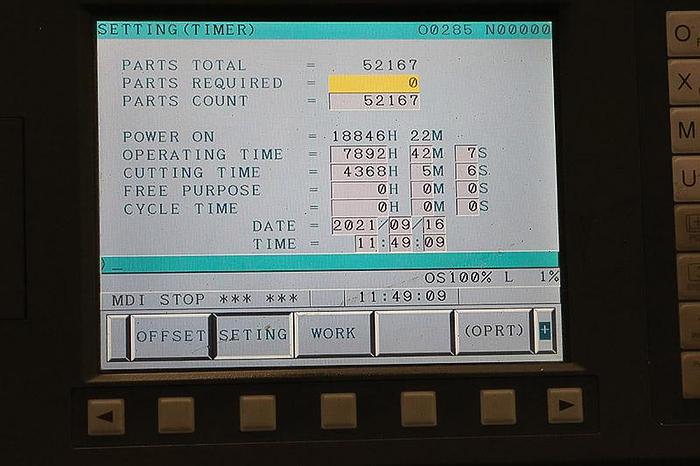 SETTING(TIMER) O0285 N00000
PARTS TOTAL = 52167
PARTS REQUIRED = 0
PARTS COUNT = 52167
POWER ON = 18846H 22M
OPERATING TIME = 7892H 42M 7S
CUTTING TIME = 4368H 5M 6S
FREE PURPOSE = 0H 0M 0S
CYCLE TIME = 0H 0M 0S
DATE = 2021/09/16
TIME = 11:49:09
>_
OS100% L 1%
MDI STOP *** *** 11:49:09
OFFSET SETING WORK (OPRT) +
O
X
M
U